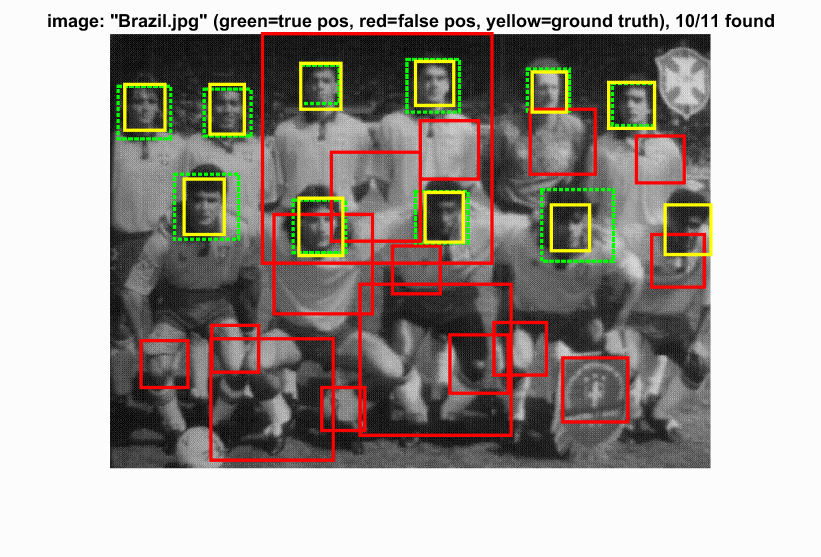 image: "Brazil.jpg" (green=true pos, red=false pos, yellow=ground truth), 10/11 found